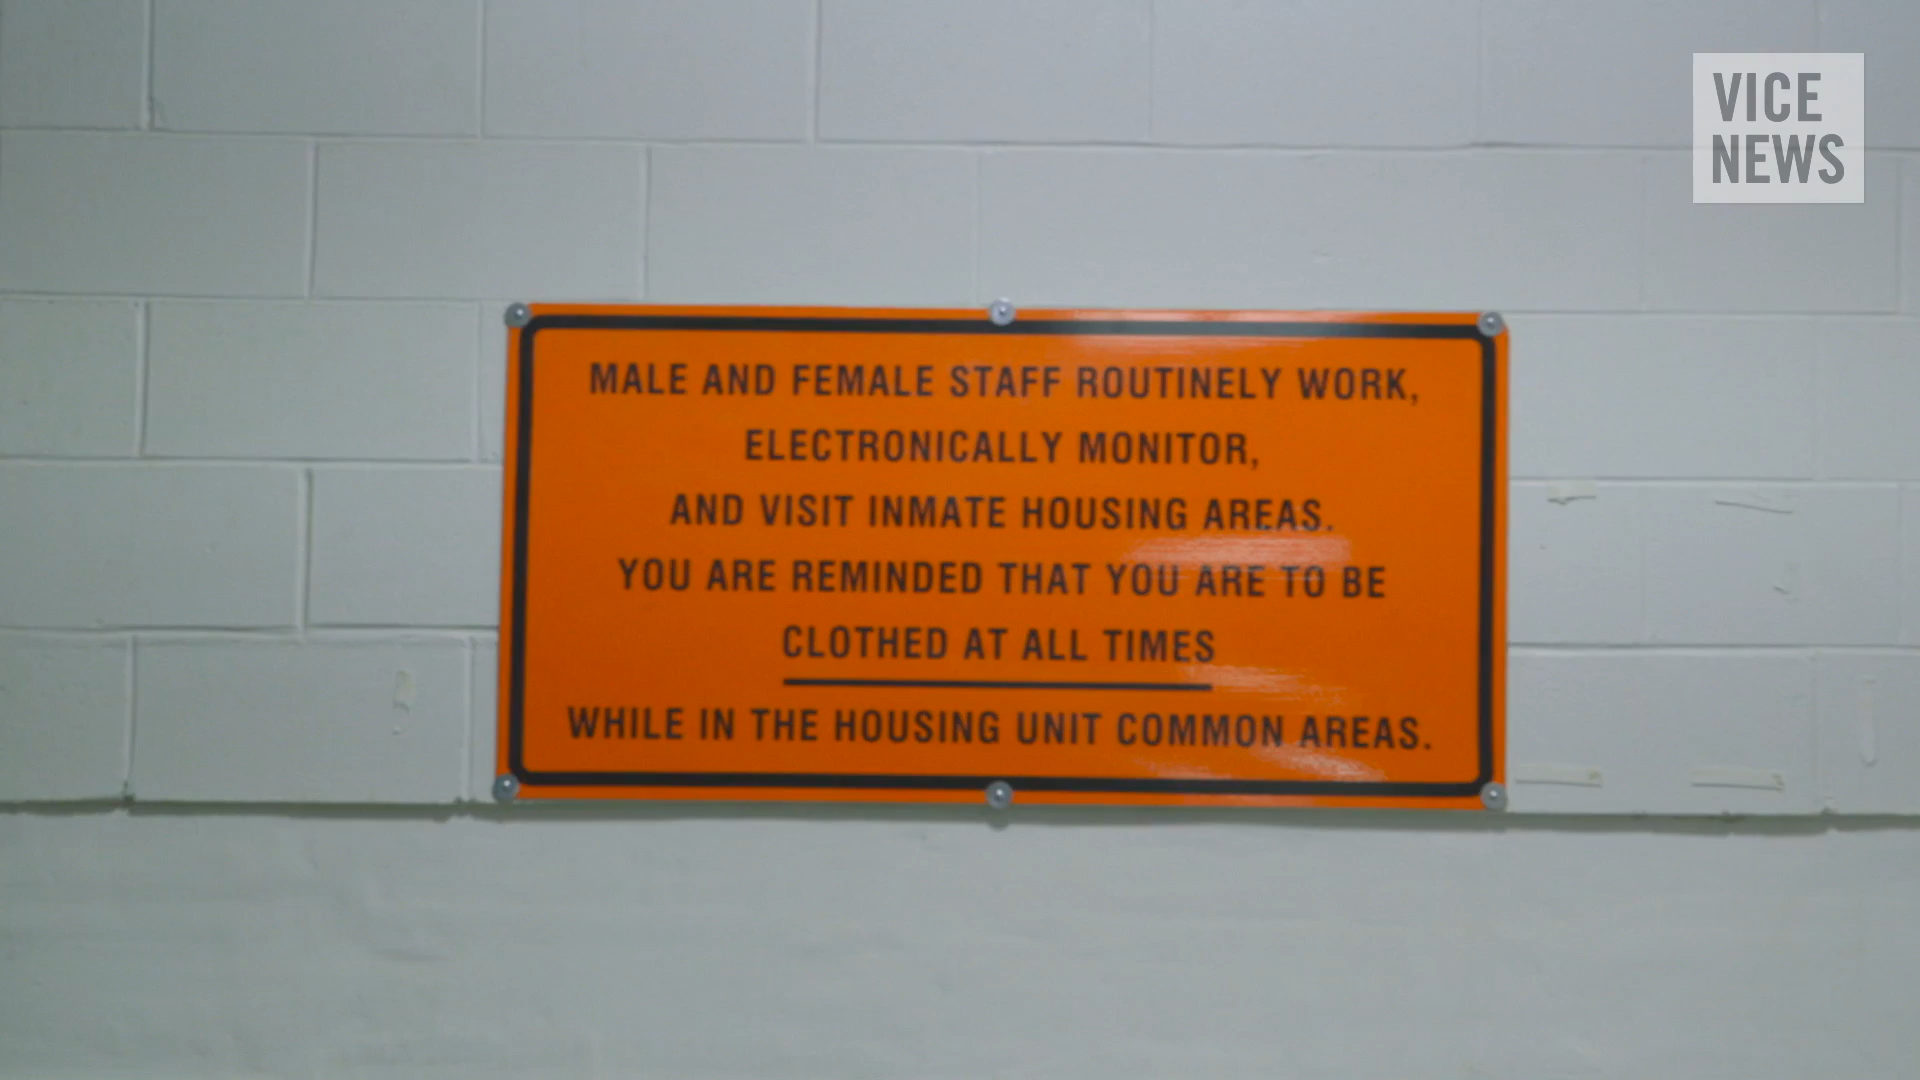 VICE
NEWS
MALE AND FEMALE STAFF ROUTINELY WORK,
ELECTRONICALLY MONITOR,
AND VISIT INMATE HOUSING AREAS.
YOU ARE REMINDED THAT YOU ARE TO BE
CLOTHED AT ALL TIMES
WHILE IN THE HOUSING UNIT COMMON AREAS.